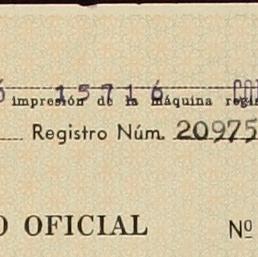 15716
impresión de la máquina
Registro Núm. 20975
OFICIAL Nº